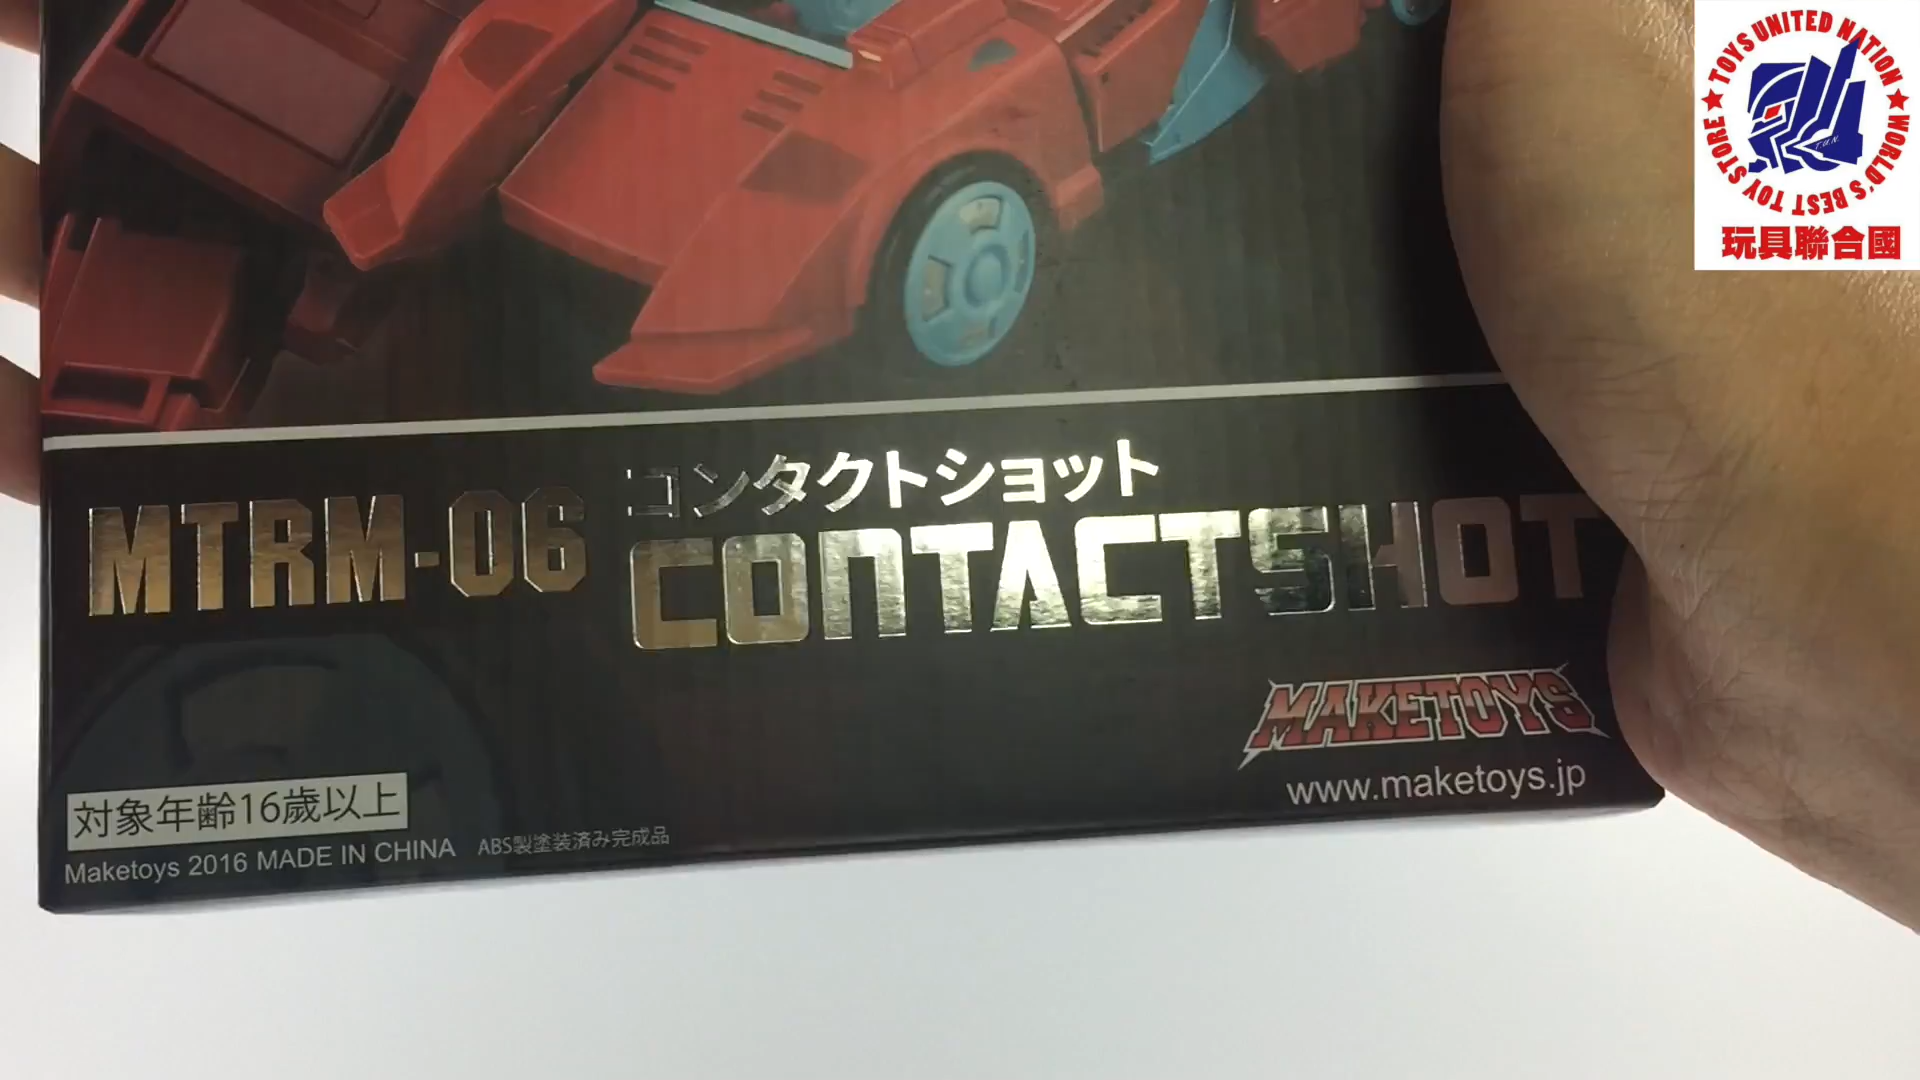 TOYS UNITED NATION
WORLD'S BEST TOY STORE
T.U.N.
玩具聯合國
コンタクトショット
MTRM-06 CONTACTSHOT
MAKETOYS
www.maketoys.jp
対象年齢16歳以上
Maketoys 2016 MADE IN CHINA ABS製塗装済み完成品